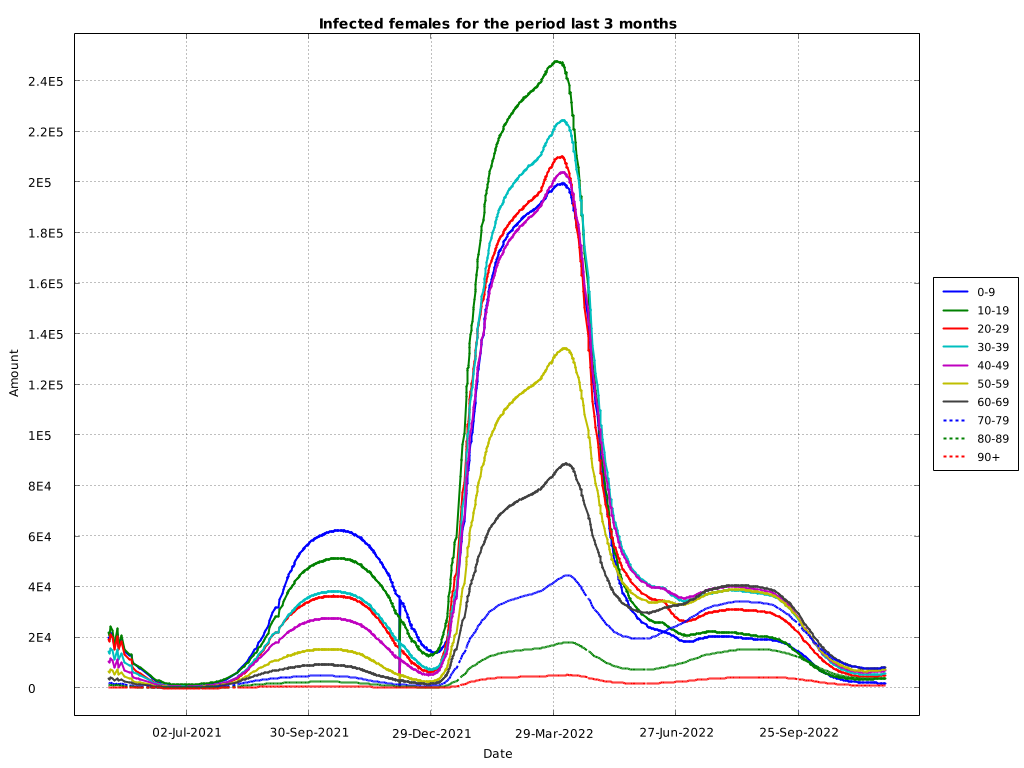 Infected females for the period last 3 months
Amount
2.4E5
2.2E5
2E5
1.8E5
1.6E5
1.4E5
1.2E5
1E5
8E4
6E4
4E4
2E4
0
02-Jul-2021
30-Sep-2021
29-Dec-2021
29-Mar-2022
27-Jun-2022
25-Sep-2022
Date
0-9
10-19
20-29
30-39
40-49
50-59
60-69
70-79
80-89
90+